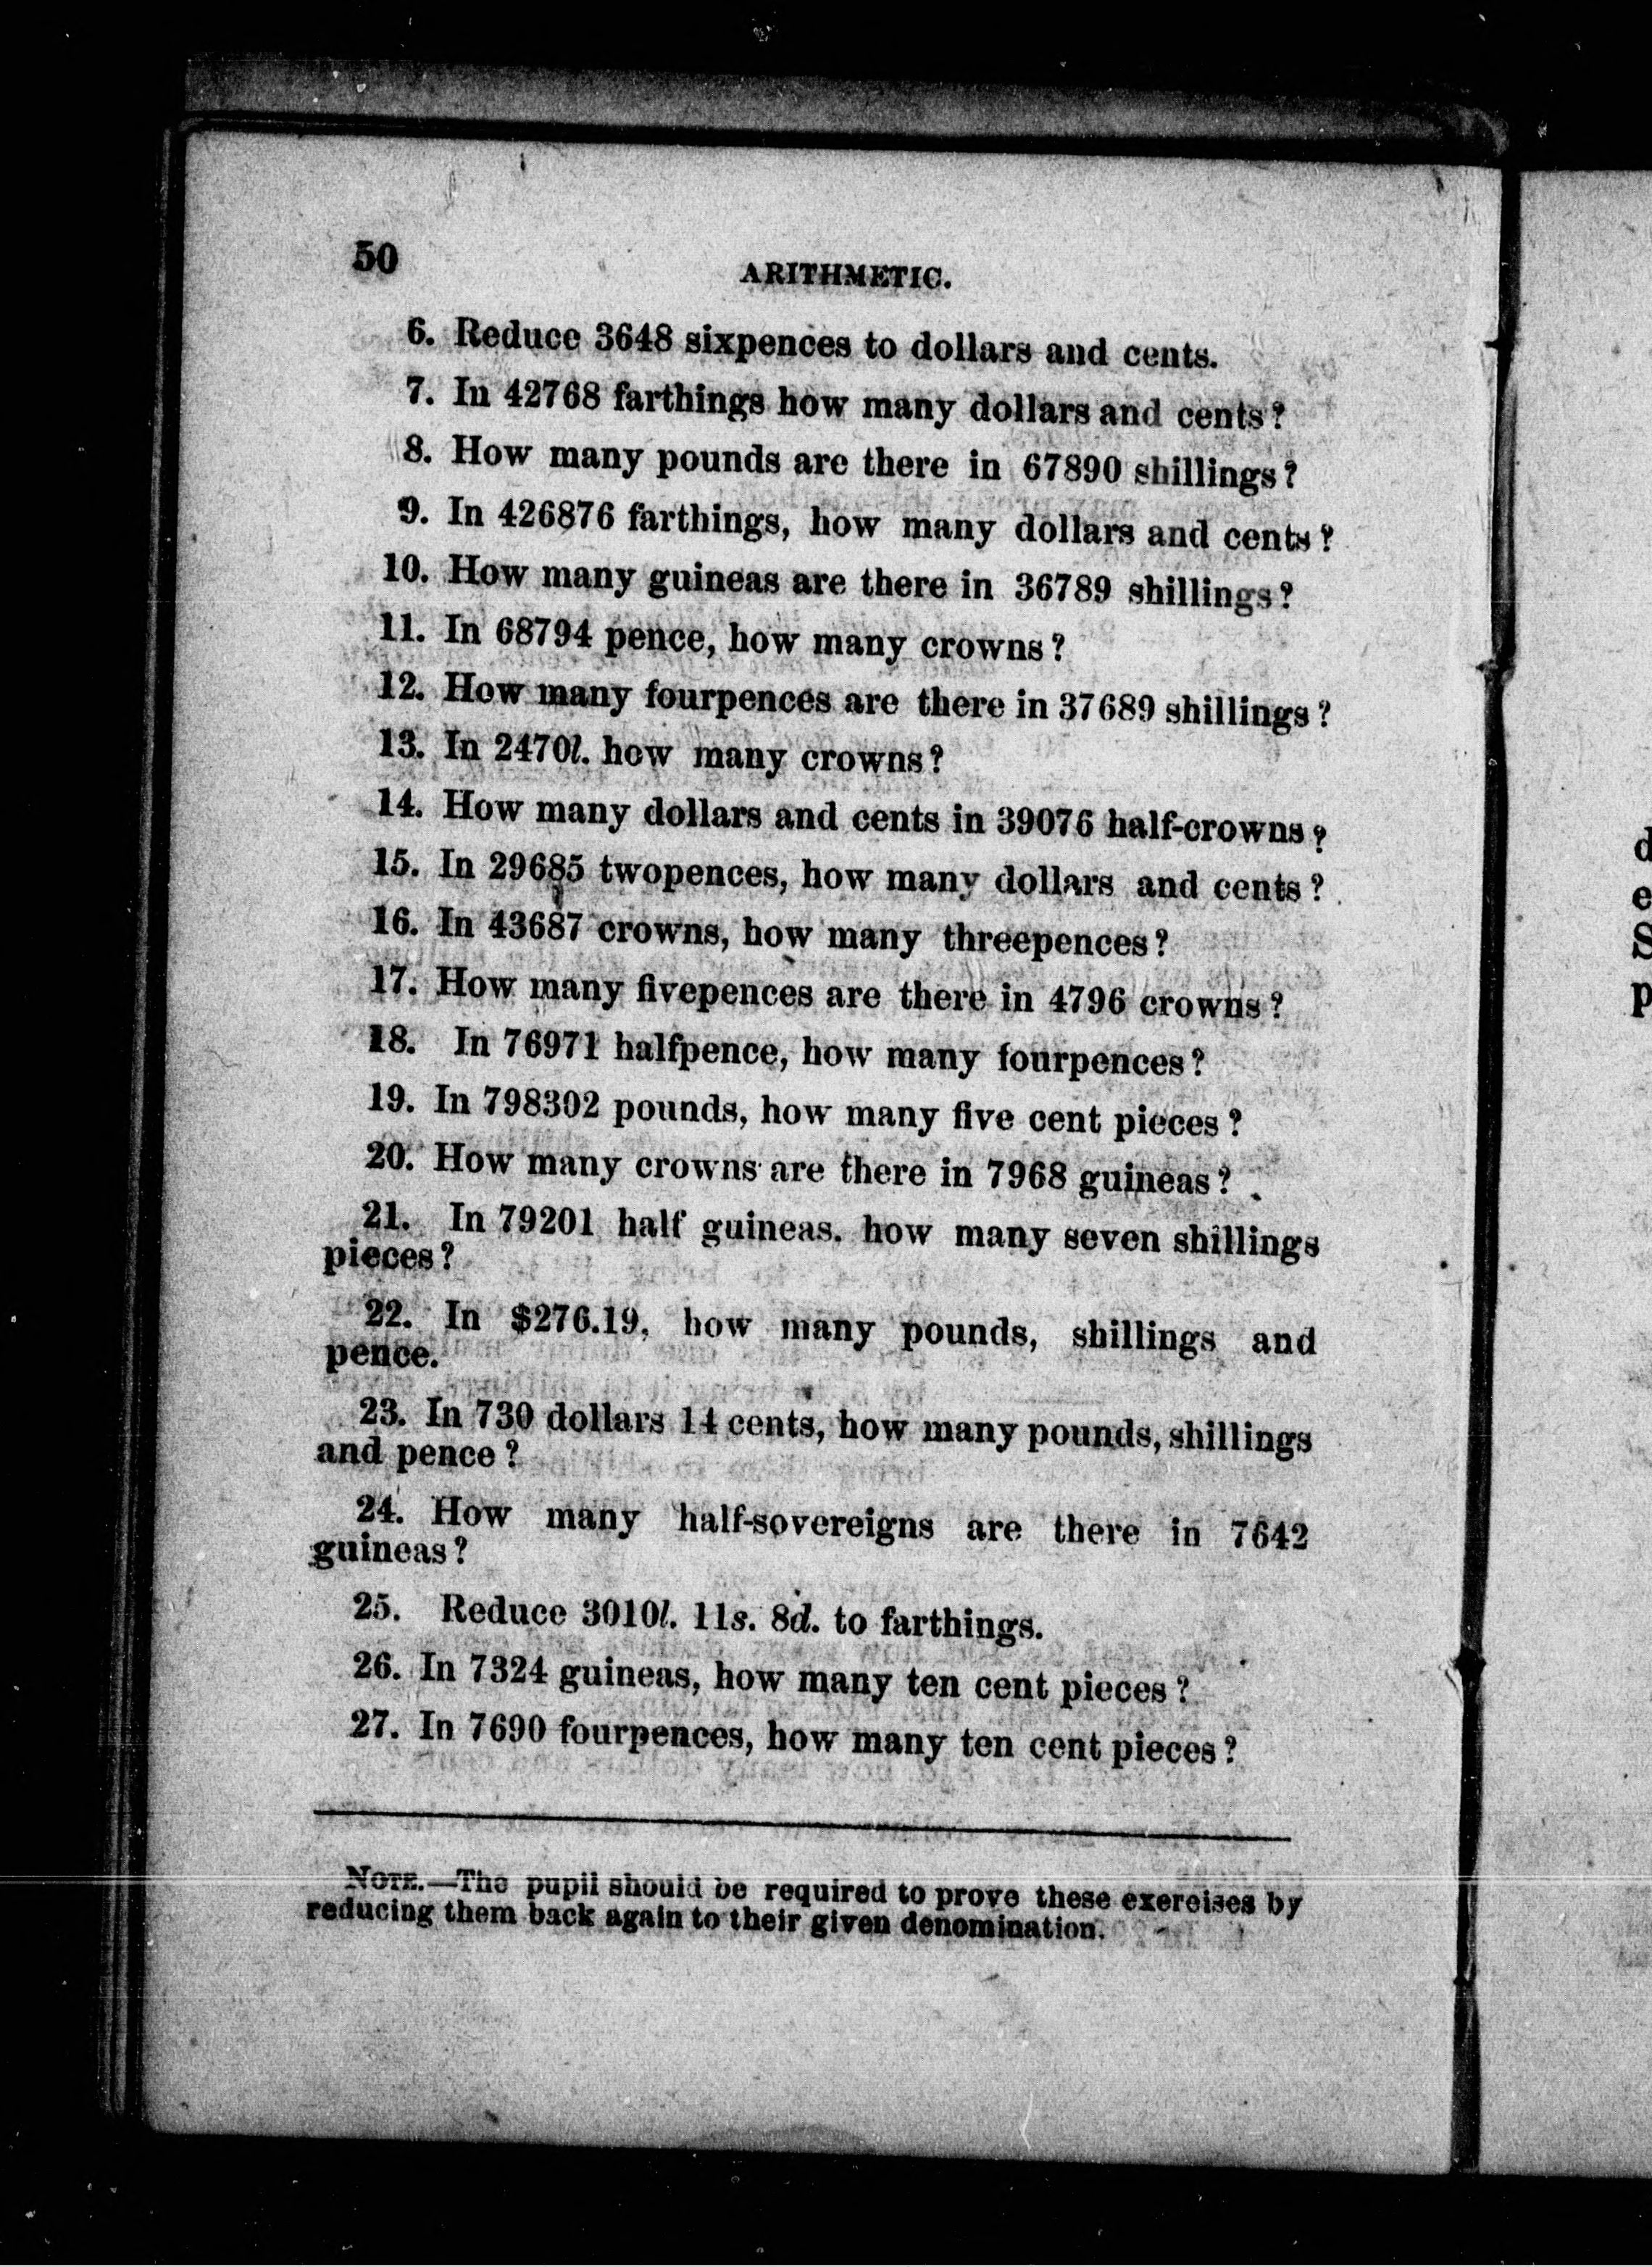 50
ARITHMETIC.
6. Reduce 3648 sixpences to dollars and cents.
7. In 42768 farthings how many dollars and cents?
8. How many pounds are there in 67890 shillings?
9. In 426876 farthings, how many dollars and cents?
10. How many guineas are there in 36789 shillings?
11. In 68794 pence, how many crowns?
12. How many fourpences are there in 37689 shillings?
13. In 2470l. how many crowns?
14. How many dollars and cents in 39076 half-crowns?
15. In 29685 twopences, how many dollars and cents?
16. In 43687 crowns, how many threepences?
17. How many fivepences are there in 4796 crowns?
18. In 76971 halfpence, how many fourpences?
19. In 798302 pounds, how many five cent pieces?
20. How many crowns are there in 7968 guineas?
21. In 79201 half guineas. how many seven shillings
pieces?
22. In $276.19, how many pounds, shillings and
pence.
23. In 730 dollars 14 cents, how many pounds, shillings
and pence?
24. How many half-sovereigns are there in 7642
guineas?
25. Reduce 3010l. 11s. 8d. to farthings.
26. In 7324 guineas, how many ten cent pieces?
27. In 7690 fourpences, how many ten cent pieces?
NOTE.—The pupil should be required to prove these exercises by
reducing them back again to their given denomination.
d
e
S
p